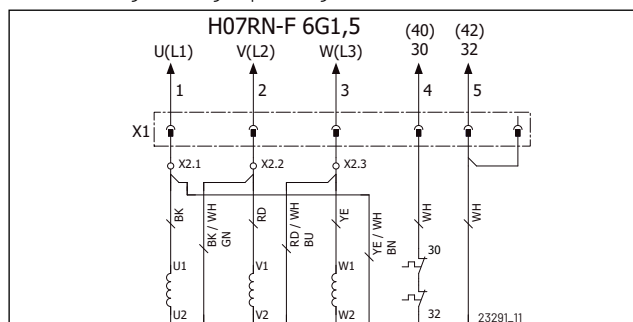 H07RN-F 6G1,5
(40) (42)
U(L1) V(L2) W(L3) 30 32
1 2 3 4 5
X1
X2.1 X2.2 X2.3
BK
BK / WH
GN
RD
RD / WH
BU
YE
YE / WH
BN
WH
WH
U1 V1 W1 30
U2 V2 W2 32
23291_11